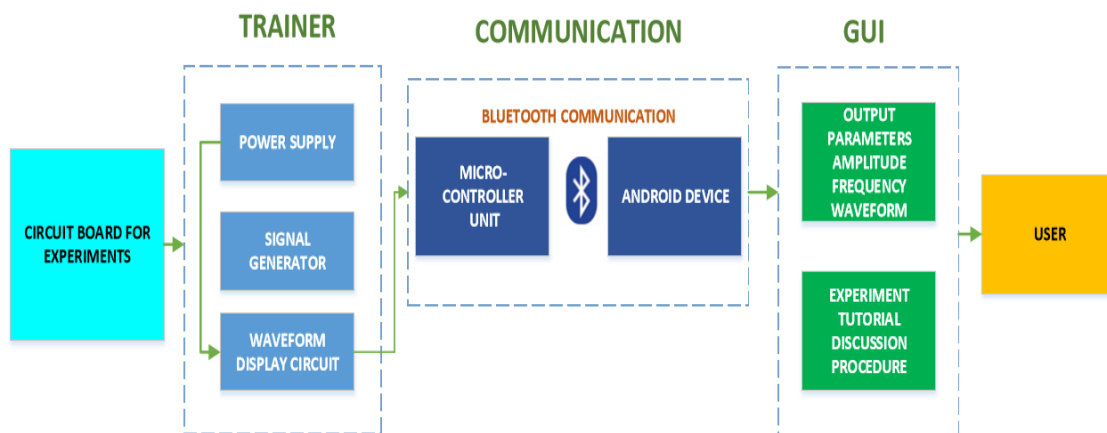 TRAINER
COMMUNICATION
GUI
CIRCUIT BOARD FOR
EXPERIMENTS
POWER SUPPLY
SIGNAL
GENERATOR
WAVEFORM
DISPLAY CIRCUIT
BLUETOOTH COMMUNICATION
MICRO-
CONTROLLER
UNIT
ANDROID DEVICE
OUTPUT
PARAMETERS
AMPLITUDE
FREQUENCY
WAVEFORM
EXPERIMENT
TUTORIAL
DISCUSSION
PROCEDURE
USER